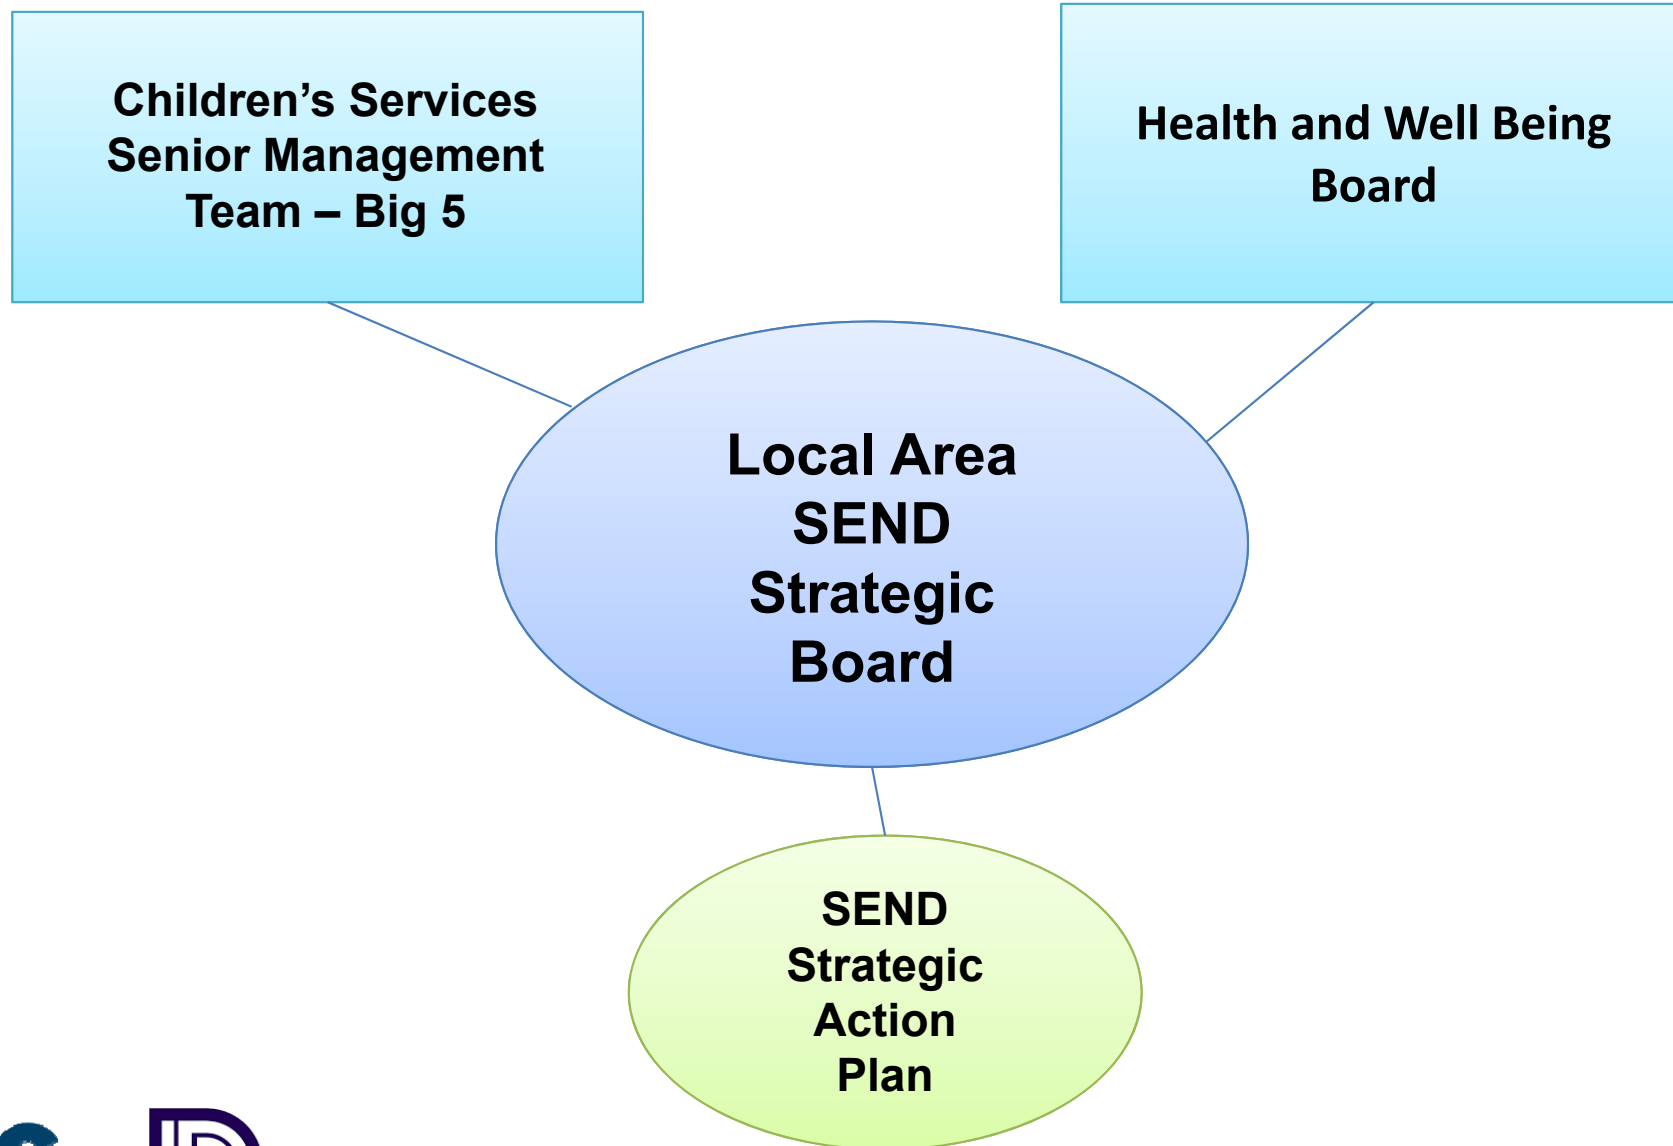 Children’s Services
Senior Management
Team – Big 5
Health and Well Being
Board
Local Area
SEND
Strategic
Board
SEND
Strategic
Action
Plan